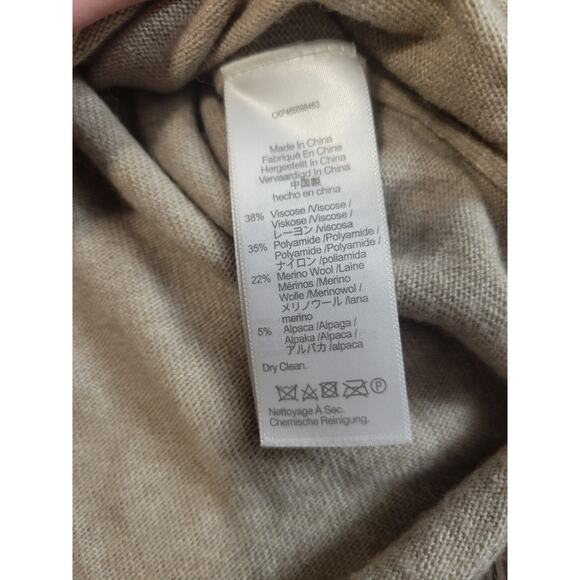 CKP465098463
Made In China
Fabriqué En Chine
Hergestellt In China
Vervaardigd In China
中国製
hecho en china
38% Viscose /Viscose /
Viskose /Viscose /
レーヨン /viscosa
35% Polyamide /Polyamide /
Polyamide /Polyamide /
ナイロン /poliamida
22% Merino Wool /Laine
Mérinos /Merino
Wolle /Merinowol /
メリノウール /lana
merino
5% Alpaca /Alpaga /
Alpaka /Alpaca /
アルパカ /alpaca
Dry Clean.
P
Nettoyage À Sec.
Chemische Reinigung.